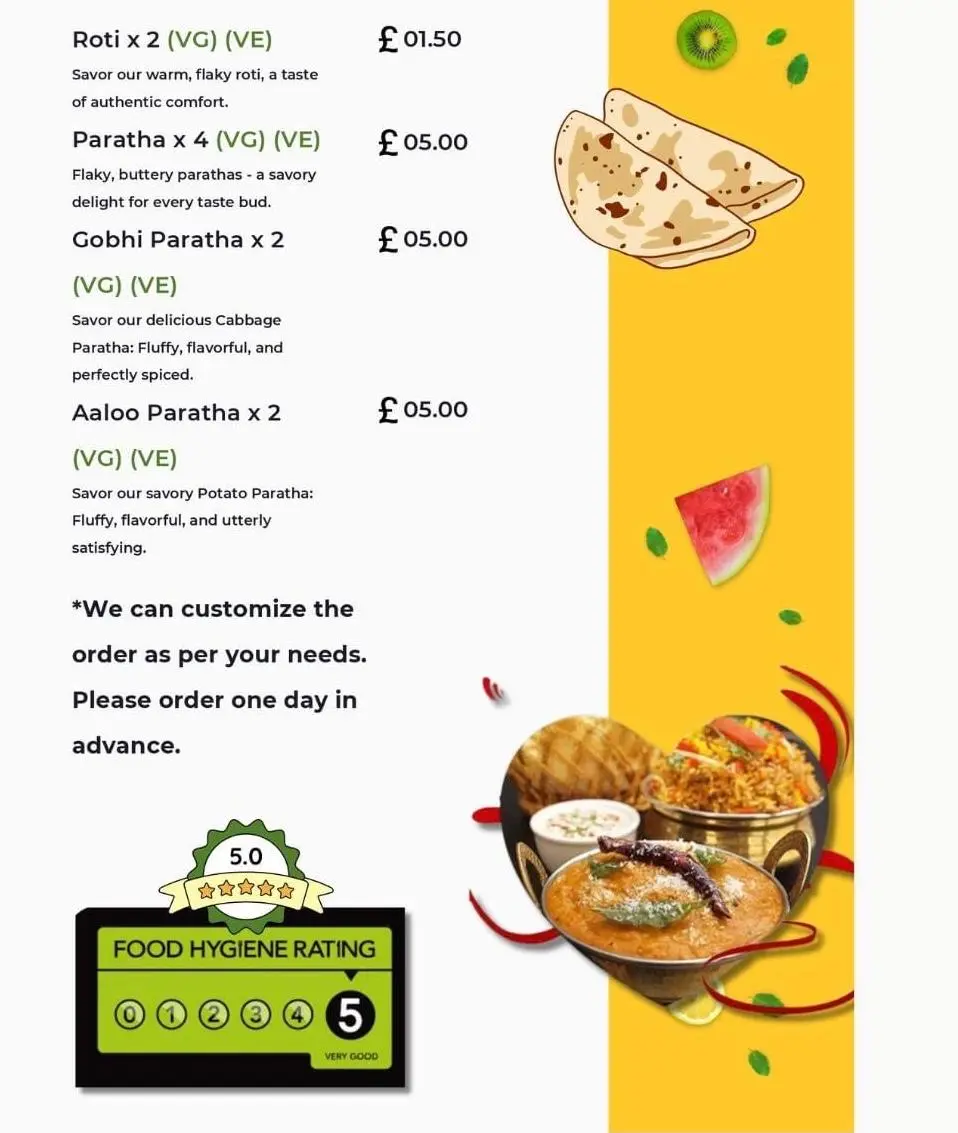 Roti x 2 (VG) (VE) £ 01.50
Savor our warm, flaky roti, a taste
of authentic comfort.
Paratha x 4 (VG) (VE) £ 05.00
Flaky, buttery parathas - a savory
delight for every taste bud.
Gobhi Paratha x 2 £ 05.00
(VG) (VE)
Savor our delicious Cabbage
Paratha: Fluffy, flavorful, and
perfectly spiced.
Aaloo Paratha x 2 £ 05.00
(VG) (VE)
Savor our savory Potato Paratha:
Fluffy, flavorful, and utterly
satisfying.
*We can customize the
order as per your needs.
Please order one day in
advance.
5.0
FOOD HYGIENE RATING
0 1 2 3 4 5
VERY GOOD